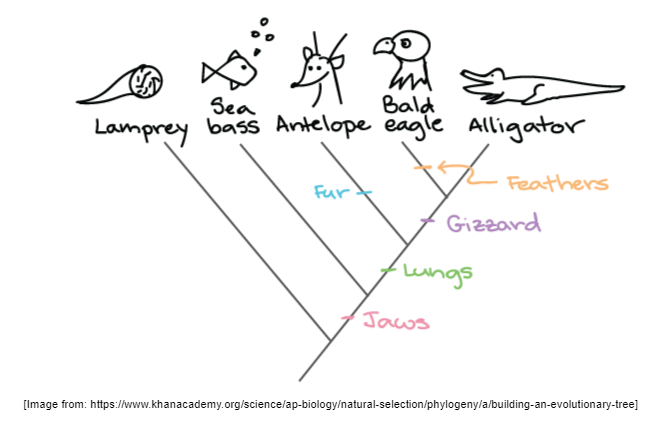 Lamprey
Sea bass
Antelope
Bald eagle
Alligator
Fur
Feathers
Gizzard
Lungs
Jaws
[Image from: https://www.khanacademy.org/science/ap-biology/natural-selection/phylogeny/a/building-an-evolutionary-tree]